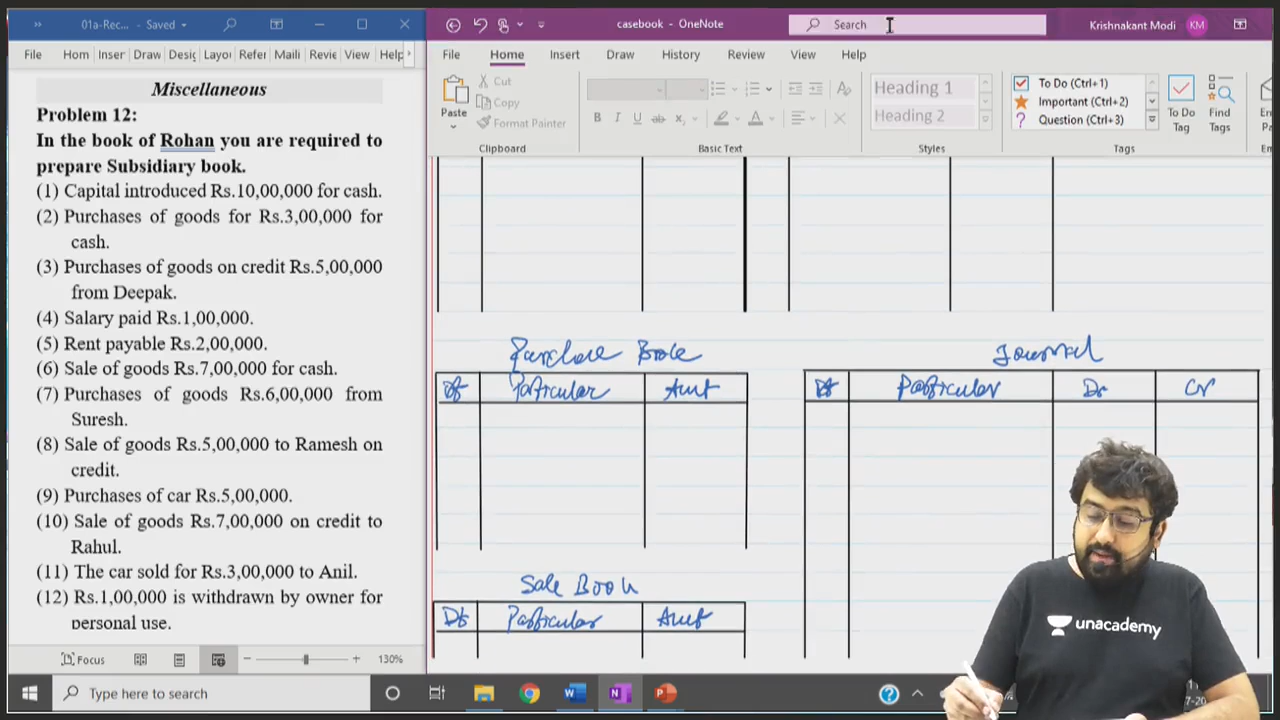 01a-Rec... - Saved
casebook - OneNote
Search
Krishnakant Modi
KM
Hom Inser Draw Desig Layo Refer Maili Revie View Help
File Home Insert Draw History Review View Help
Paste
Cut
Copy
Format Painter
Clipboard
Basic Text
Heading 1
Heading 2
Styles
To Do (Ctrl+1)
Important (Ctrl+2)
Question (Ctrl+3)
To Do Tag
Find Tags
Tags
File
Miscellaneous
Problem 12:
In the book of Rohan you are required to
prepare Subsidiary book.
(1) Capital introduced Rs.10,00,000 for cash.
(2) Purchases of goods for Rs.3,00,000 for
cash.
(3) Purchases of goods on credit Rs.5,00,000
from Deepak.
(4) Salary paid Rs.1,00,000.
(5) Rent payable Rs.2,00,000.
(6) Sale of goods Rs.7,00,000 for cash.
(7) Purchases of goods Rs.6,00,000 from
Suresh.
(8) Sale of goods Rs.5,00,000 to Ramesh on
credit.
(9) Purchases of car Rs.5,00,000.
(10) Sale of goods Rs.7,00,000 on credit to
Rahul.
(11) The car sold for Rs.3,00,000 to Anil.
(12) Rs.1,00,000 is withdrawn by owner for
personal use.
Purchase Book
Dt Particular Amt
Journal
Dt Particular Dr Cr
Sale Book
Dt Particular Amt
unacademy
Focus
130%
Type here to search